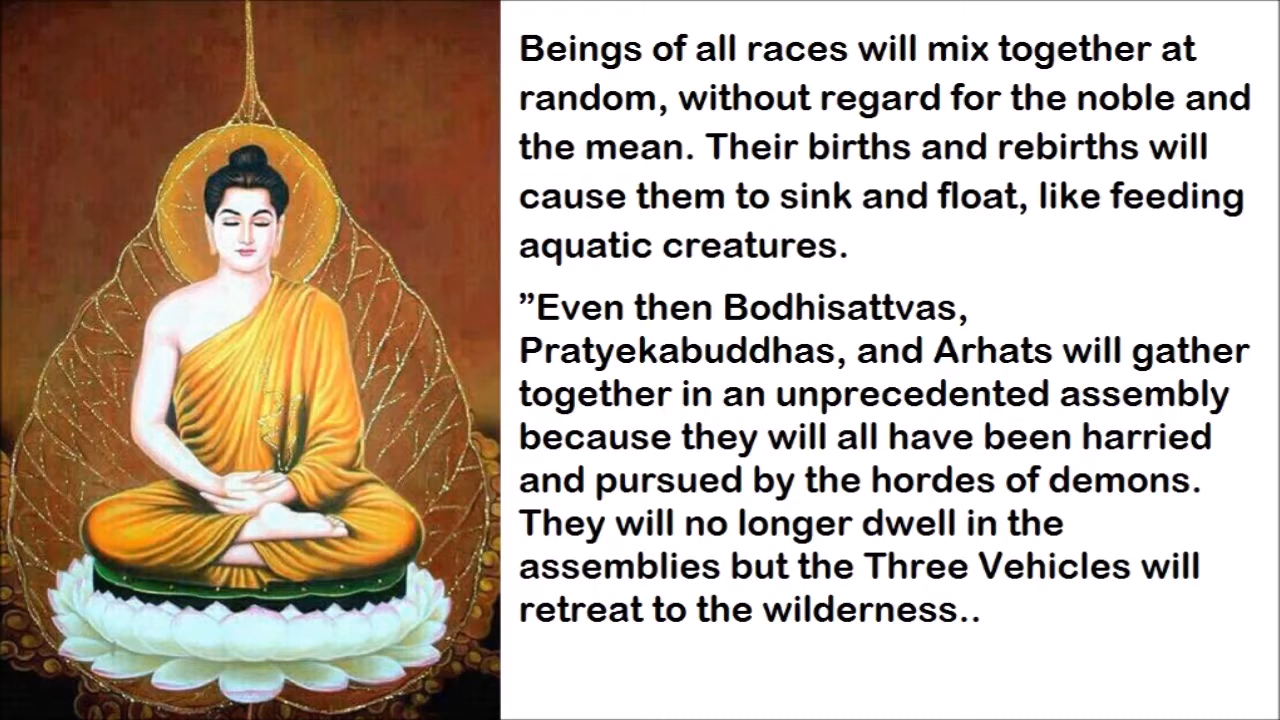 Beings of all races will mix together at
random, without regard for the noble and
the mean. Their births and rebirths will
cause them to sink and float, like feeding
aquatic creatures.
”Even then Bodhisattvas,
Pratyekabuddhas, and Arhats will gather
together in an unprecedented assembly
because they will all have been harried
and pursued by the hordes of demons.
They will no longer dwell in the
assemblies but the Three Vehicles will
retreat to the wilderness..